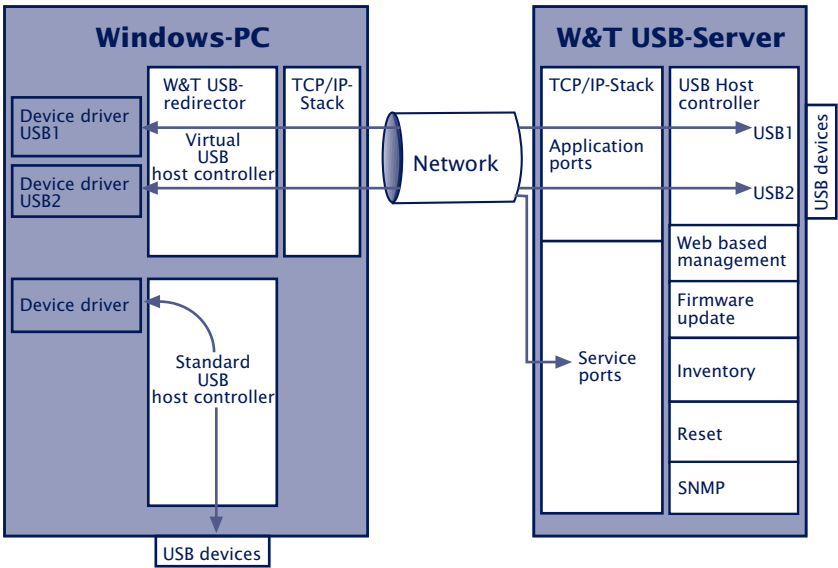 Windows-PC
W&T USB-
redirector
TCP/IP-
Stack
Device driver
USB1
Virtual
USB
host controller
Device driver
USB2
Device driver
Standard
USB
host controller
USB devices
Network
W&T USB-Server
TCP/IP-Stack
USB Host
controller
Application
ports
USB1
USB2
USB devices
Web based
management
Firmware
update
Service
ports
Inventory
Reset
SNMP